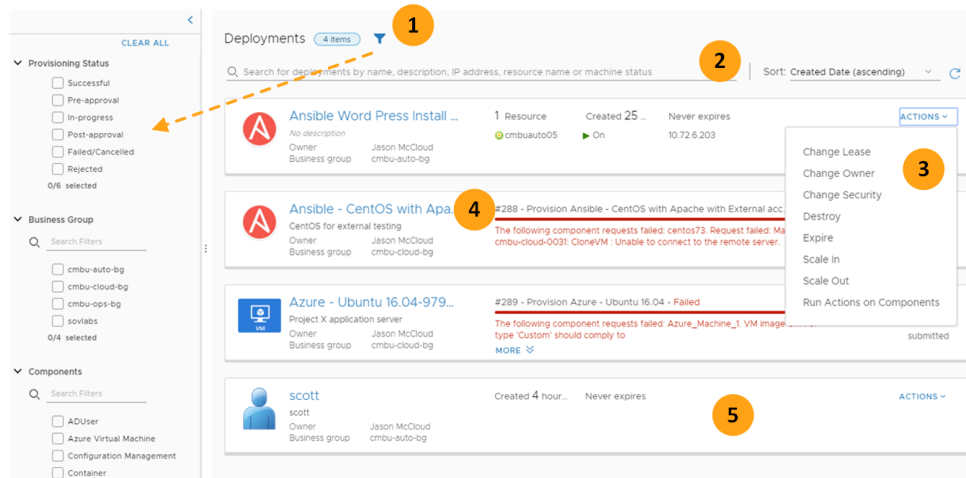 CLEAR ALL
Provisioning Status
Successful
Pre-approval
In-progress
Post-approval
Failed/Cancelled
Rejected
0/6 selected
Business Group
Search Filters
cmbu-auto-bg
cmbu-cloud-bg
cmbu-ops-bg
sovlabs
0/4 selected
Components
Search Filters
ADUser
Azure Virtual Machine
Configuration Management
Container
1
Deployments 4 items
2
Search for deployments by name, description, IP address, resource name or machine status
Sort: Created Date (ascending)
Ansible Word Press Install ...
No description
Owner Jason McCloud
Business group cmbu-auto-bg
1 Resource Created 25 ... Never expires
cmbuauto05 On 10.72.6.203
ACTIONS
3
Change Lease
Change Owner
Change Security
Destroy
Expire
Scale In
Scale Out
Run Actions on Components
4
Ansible - CentOS with Apa...
CentOS for external testing
Owner Jason McCloud
Business group cmbu-cloud-bg
#288 - Provision Ansible - CentOS with Apache with External acc...
The following component requests failed: centos73. Request failed: Ma
cmbu-cloud-0031: CloneVM : Unable to connect to the remote server.
VM
Azure - Ubuntu 16.04-979...
Project X application server
Owner Jason McCloud
Business group cmbu-cloud-bg
#289 - Provision Azure - Ubuntu 16.04 - Failed
The following component requests failed: Azure_Machine_1. VM image
type 'Custom' should comply to
MORE
submitted
scott
scott
Owner Jason McCloud
Business group cmbu-auto-bg
Created 4 hour... Never expires
5
ACTIONS